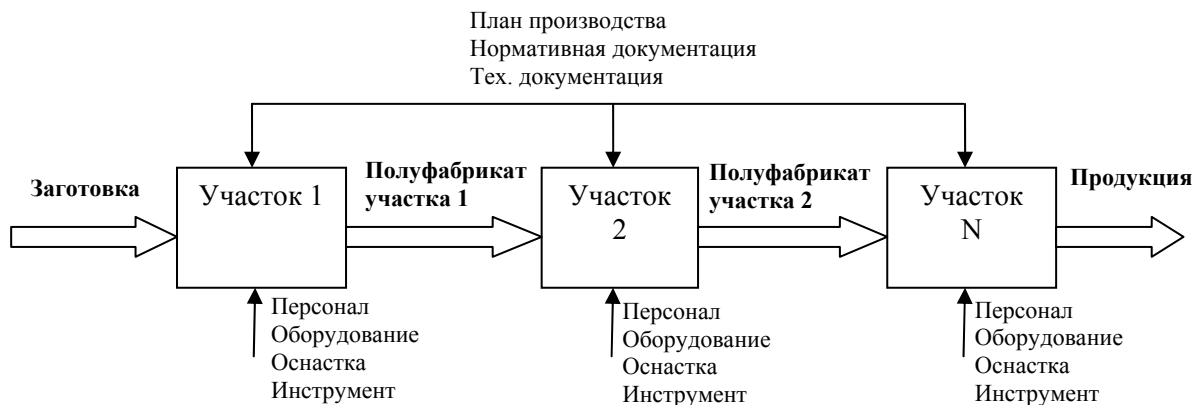 План производства
Нормативная документация
Тех. документация
Заготовка
Участок 1
Полуфабрикат
участка 1
Участок
2
Полуфабрикат
участка 2
Участок
N
Продукция
Персонал
Оборудование
Оснастка
Инструмент
Персонал
Оборудование
Оснастка
Инструмент
Персонал
Оборудование
Оснастка
Инструмент